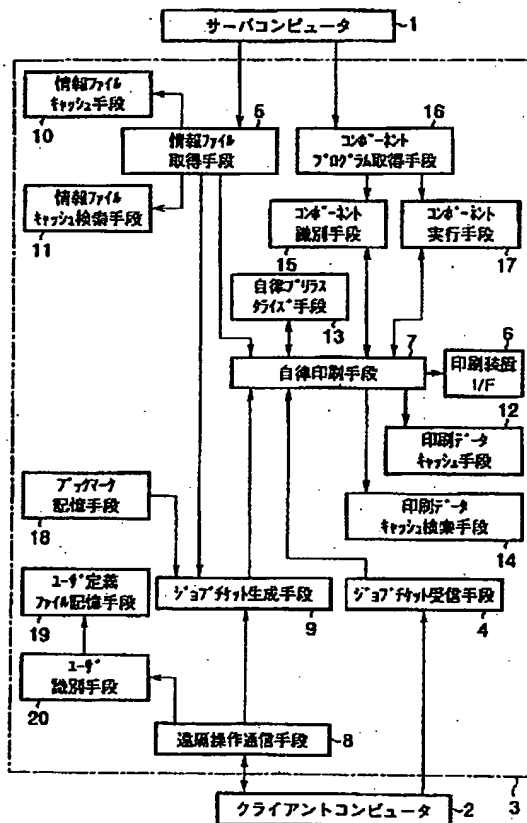 サーバコンピュータ
1
情報ファイル
キャッシュ手段
10
5
情報ファイル
取得手段
16
コンポーネント
プログラム取得手段
情報ファイル
キャッシュ検索手段
11
コンポーネント
識別手段
15
コンポーネント
実行手段
17
自律プリラス
タライズ手段
13
7
自律印刷手段
6
印刷装置
I/F
12
印刷データ
キャッシュ手段
ブックマーク
記憶手段
18
印刷データ
キャッシュ検索手段
14
ユーザ定義
ファイル記憶手段
19
ジョブチケット生成手段
9
ジョブチケット受信手段
4
ユーザ
識別手段
20
遠隔操作通信手段
8
クライアントコンピュータ
2
3